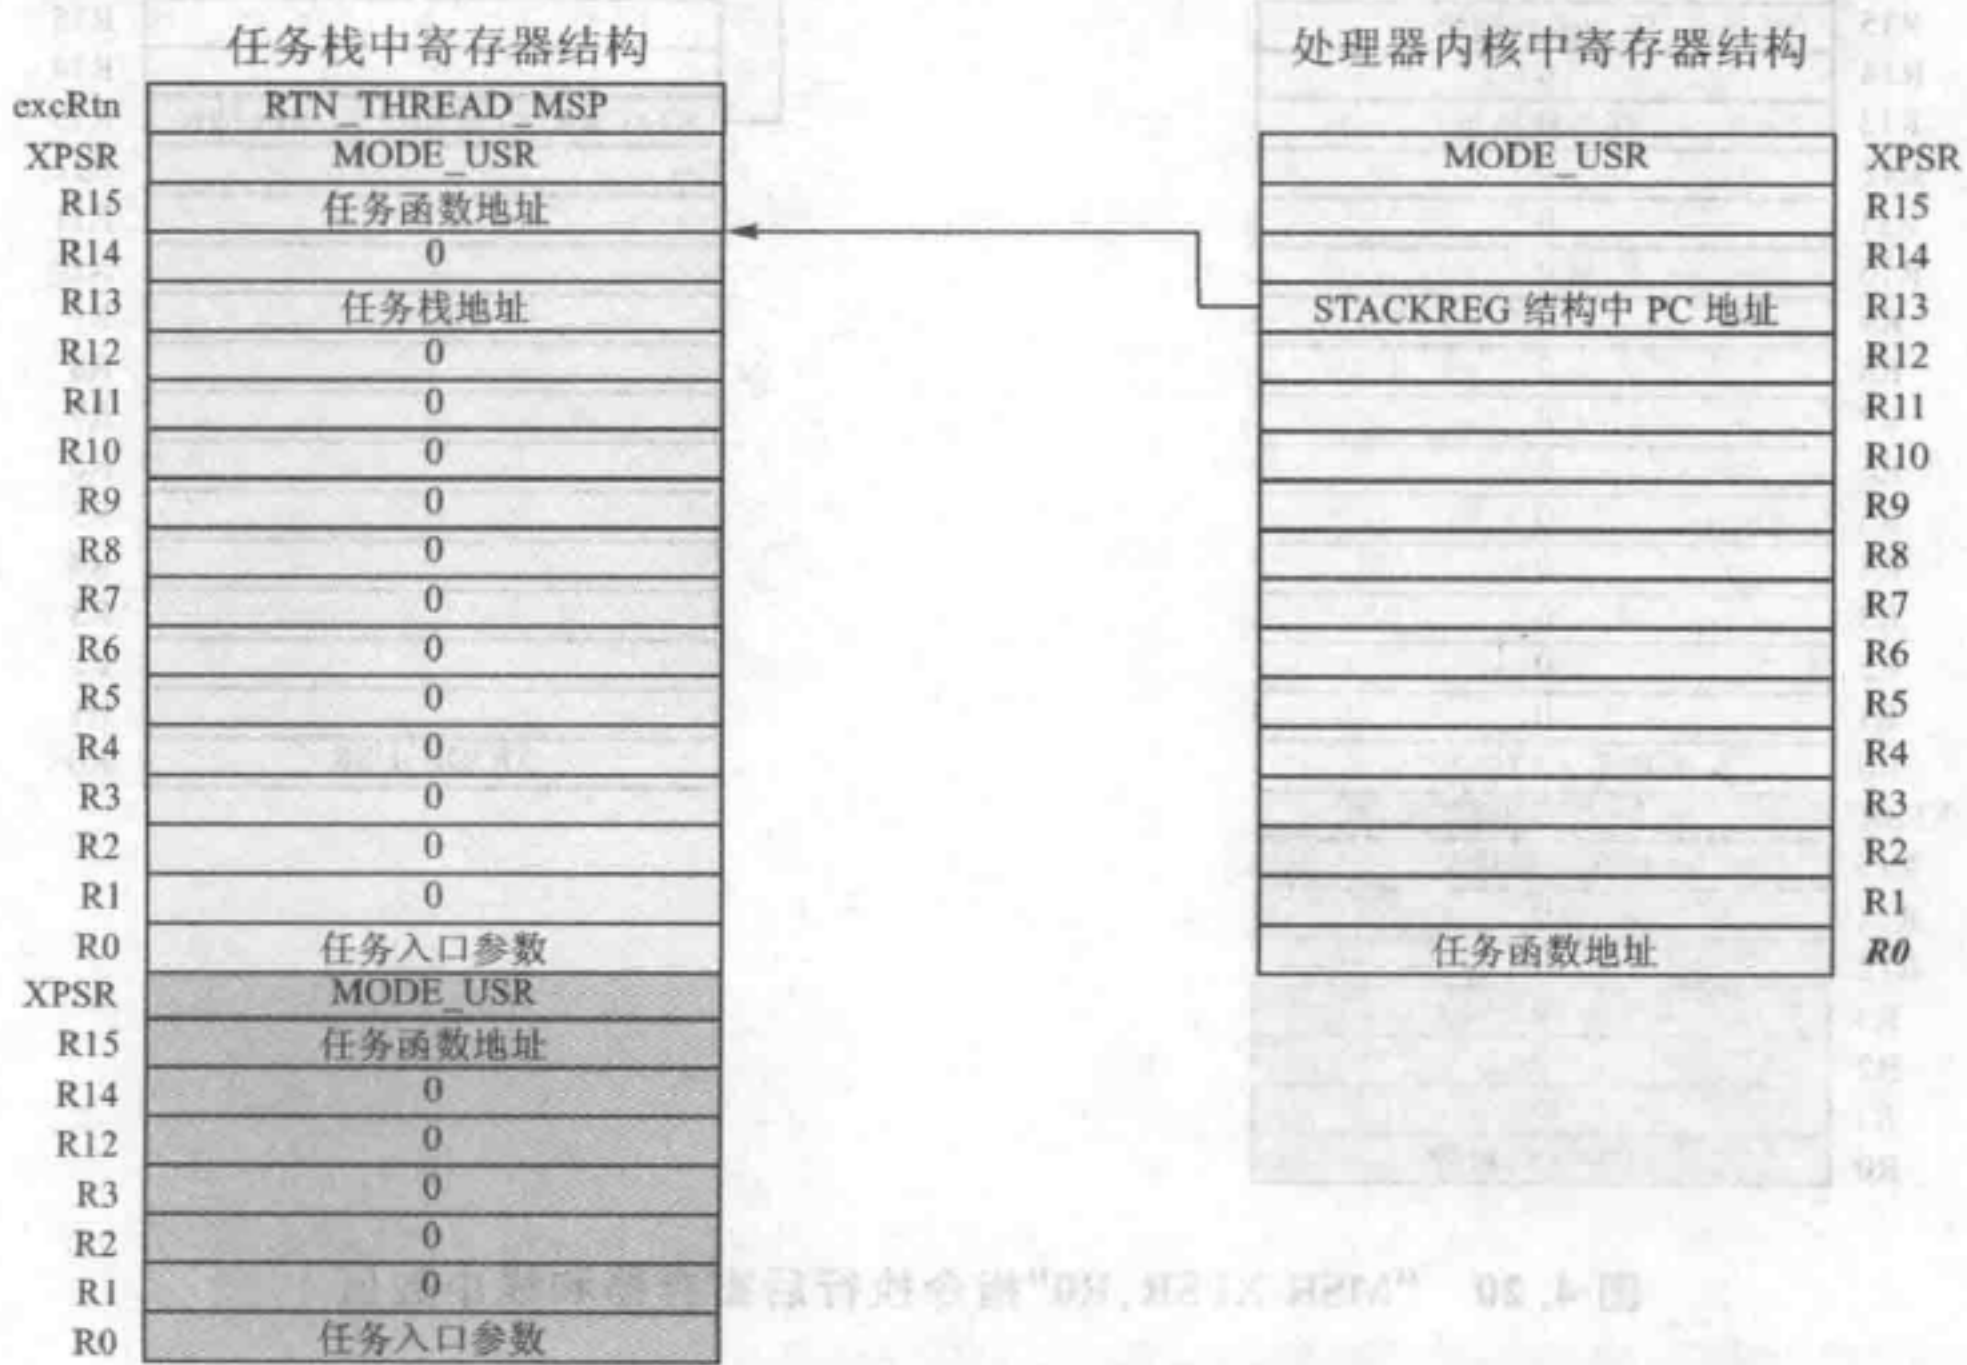 任务栈中寄存器结构
excRtn RTN_THREAD_MSP
XPSR MODE_USR
R15 任务函数地址
R14 0
R13 任务栈地址
R12 0
R11 0
R10 0
R9 0
R8 0
R7 0
R6 0
R5 0
R4 0
R3 0
R2 0
R1 0
R0 任务入口参数
XPSR MODE_USR
R15 任务函数地址
R14 0
R12 0
R3 0
R2 0
R1 0
R0 任务入口参数
处理器内核中寄存器结构
MODE_USR XPSR
R15
R14
STACKREG 结构中 PC 地址 R13
R12
R11
R10
R9
R8
R7
R6
R5
R4
R3
R2
R1
任务函数地址 R0